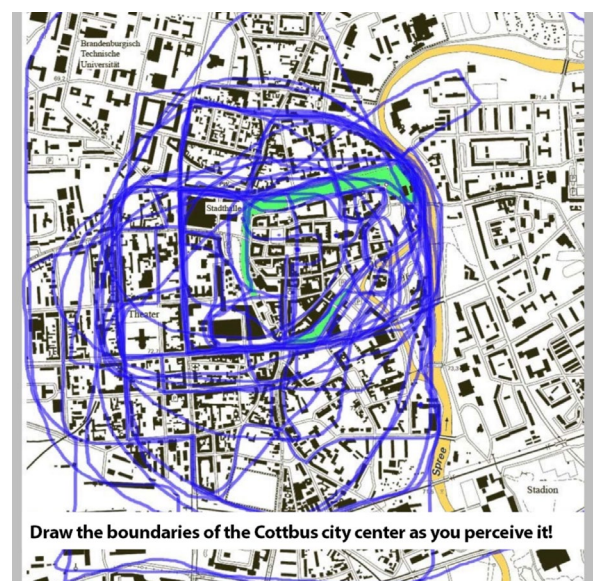 Brandenburgisch
Technische
Universität
Stadthalle
Theater
Spree
Stadion
Draw the boundaries of the Cottbus city center as you perceive it!